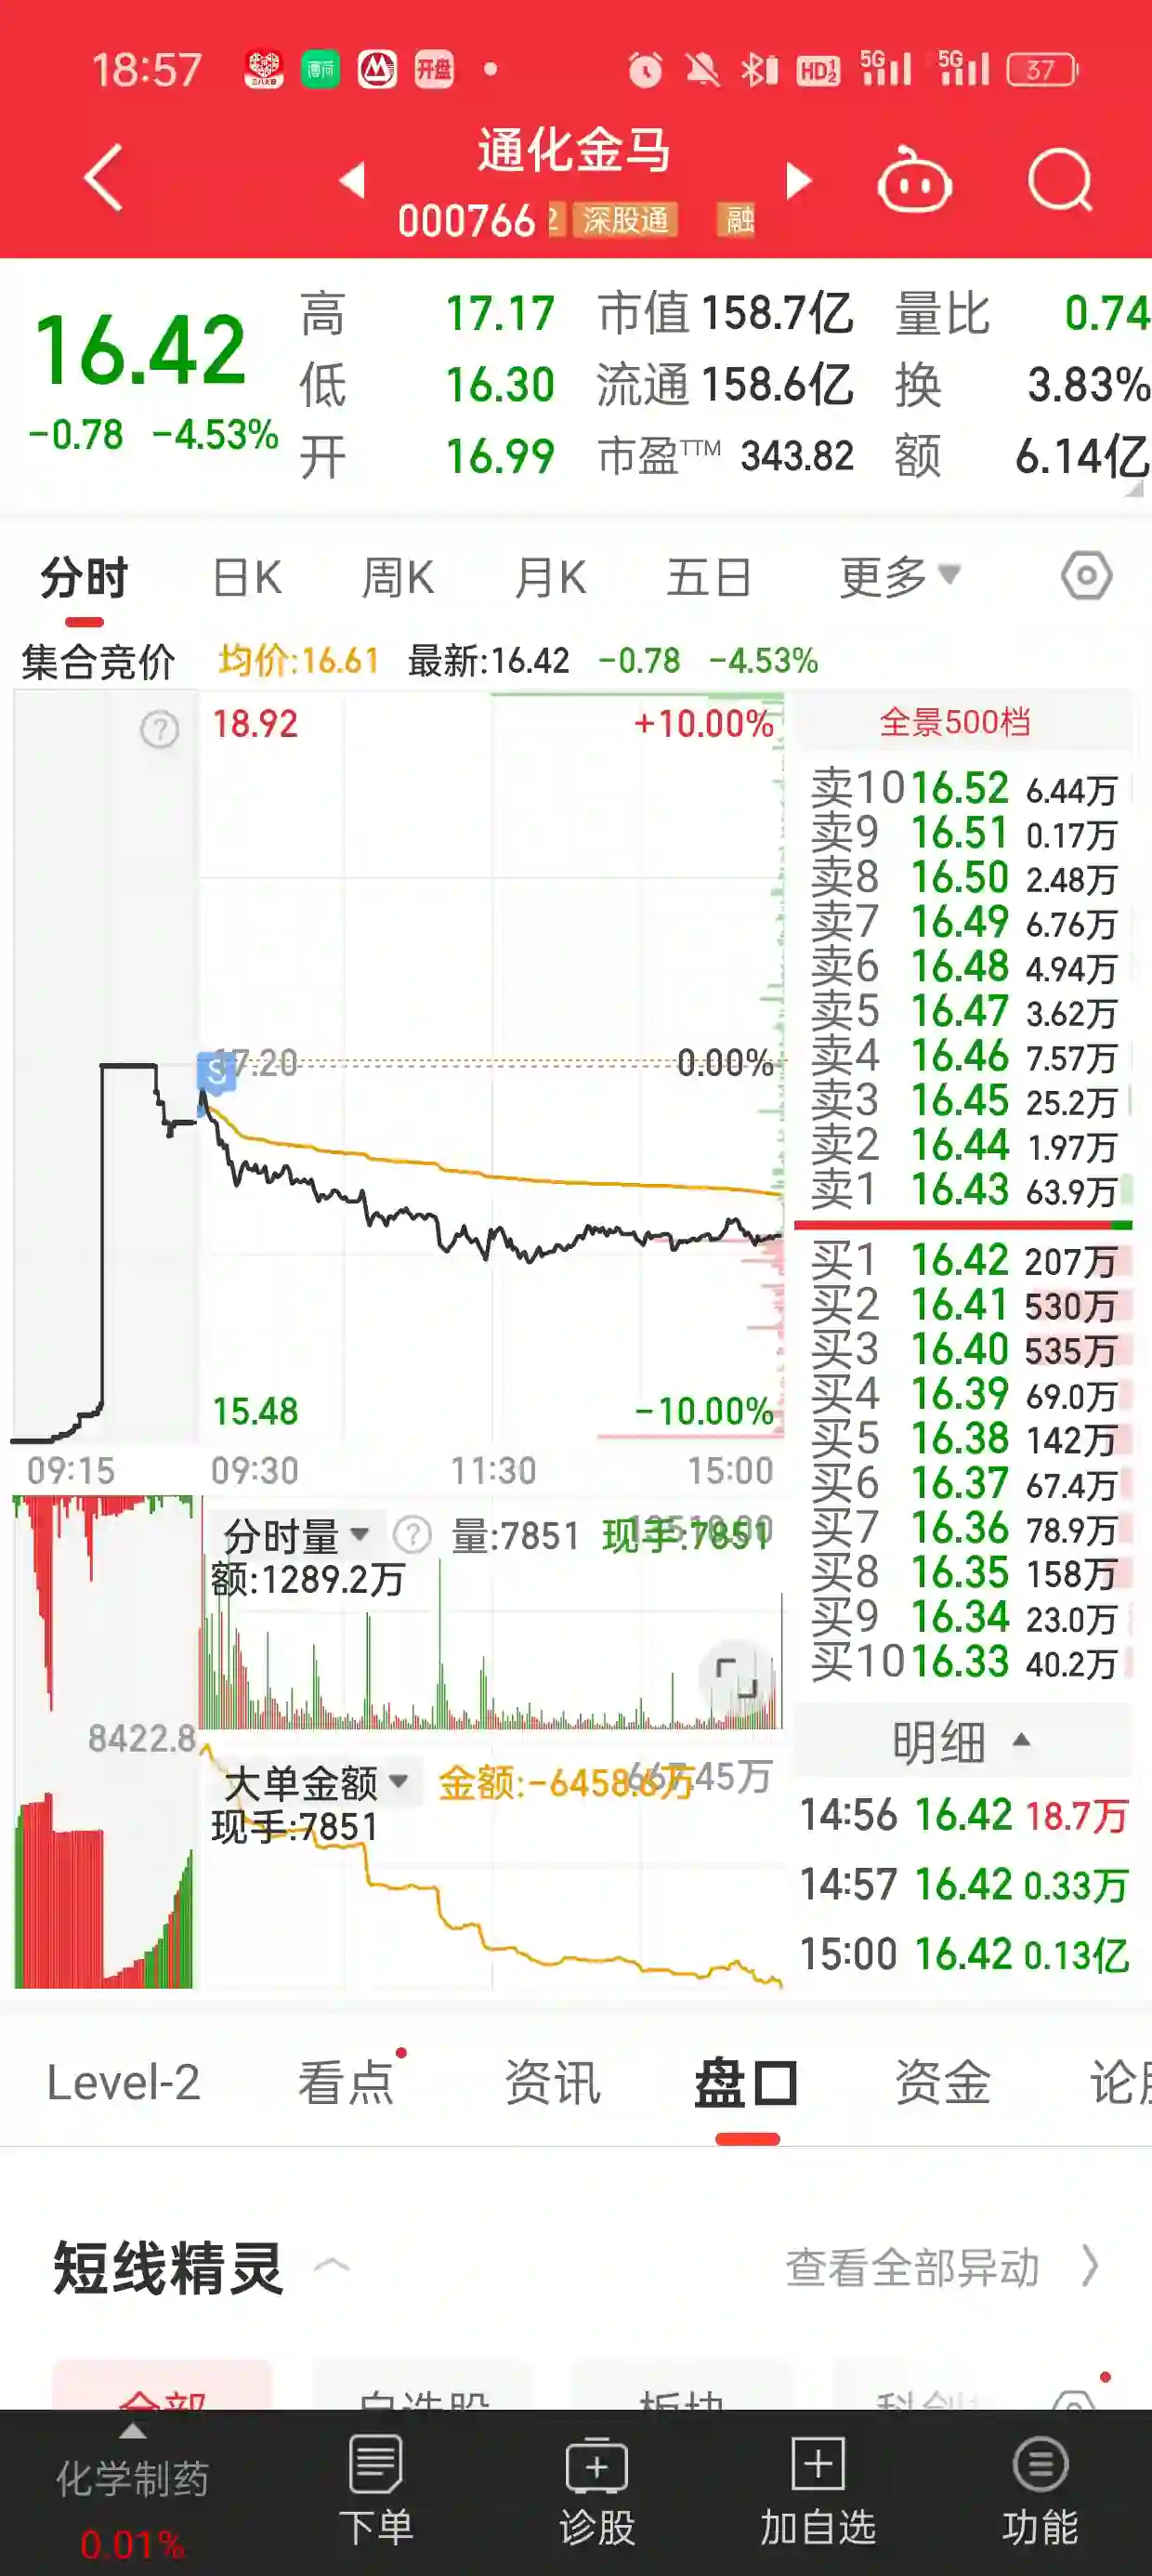 18:57
开盘
HD 1 2
5G
5G
37
通化金马
000766
深股通
融
16.42
-0.78 -4.53%
高 17.17 市值 158.7亿 量比 0.74
低 16.30 流通 158.6亿 换 3.83%
开 16.99 市盈TTM 343.82 额 6.14亿
分时 日K 周K 月K 五日 更多
集合竞价 均价:16.61 最新:16.42 -0.78 -4.53%
18.92 +10.00%
S 17.20 0.00%
15.48 -10.00%
09:15 09:30 11:30 15:00
全景500档
卖10 16.52 6.44万
卖9 16.51 0.17万
卖8 16.50 2.48万
卖7 16.49 6.76万
卖6 16.48 4.94万
卖5 16.47 3.62万
卖4 16.46 7.57万
卖3 16.45 25.2万
卖2 16.44 1.97万
卖1 16.43 63.9万
买1 16.42 207万
买2 16.41 530万
买3 16.40 535万
买4 16.39 69.0万
买5 16.38 142万
买6 16.37 67.4万
买7 16.36 78.9万
买8 16.35 158万
买9 16.34 23.0万
买10 16.33 40.2万
分时量 量:7851 现手:7851
额:1289.2万
8422.8
大单金额 金额:-6458.6万
现手:7851
明细
14:56 16.42 18.7万
14:57 16.42 0.33万
15:00 16.42 0.13亿
Level-2 看点 资讯 盘口 资金 论股
短线精灵 查看全部异动
全部 自选股 板块 科创
化学制药
0.01%
下单 诊股 加自选 功能